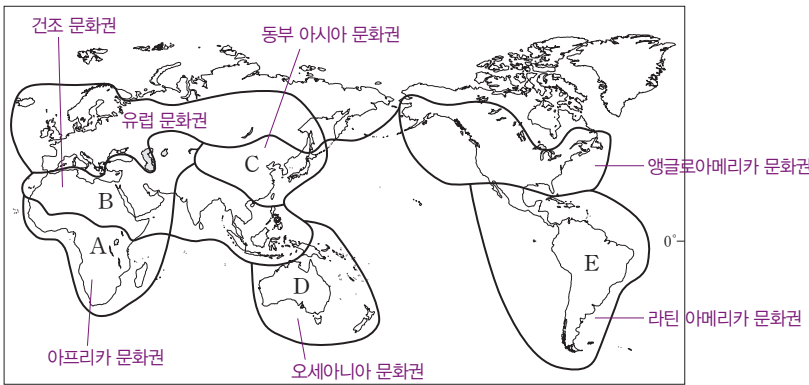 건조 문화권
동부 아시아 문화권
유럽 문화권
C
앵글로아메리카 문화권
B
A
0°
D
E
라틴 아메리카 문화권
아프리카 문화권
오세아니아 문화권